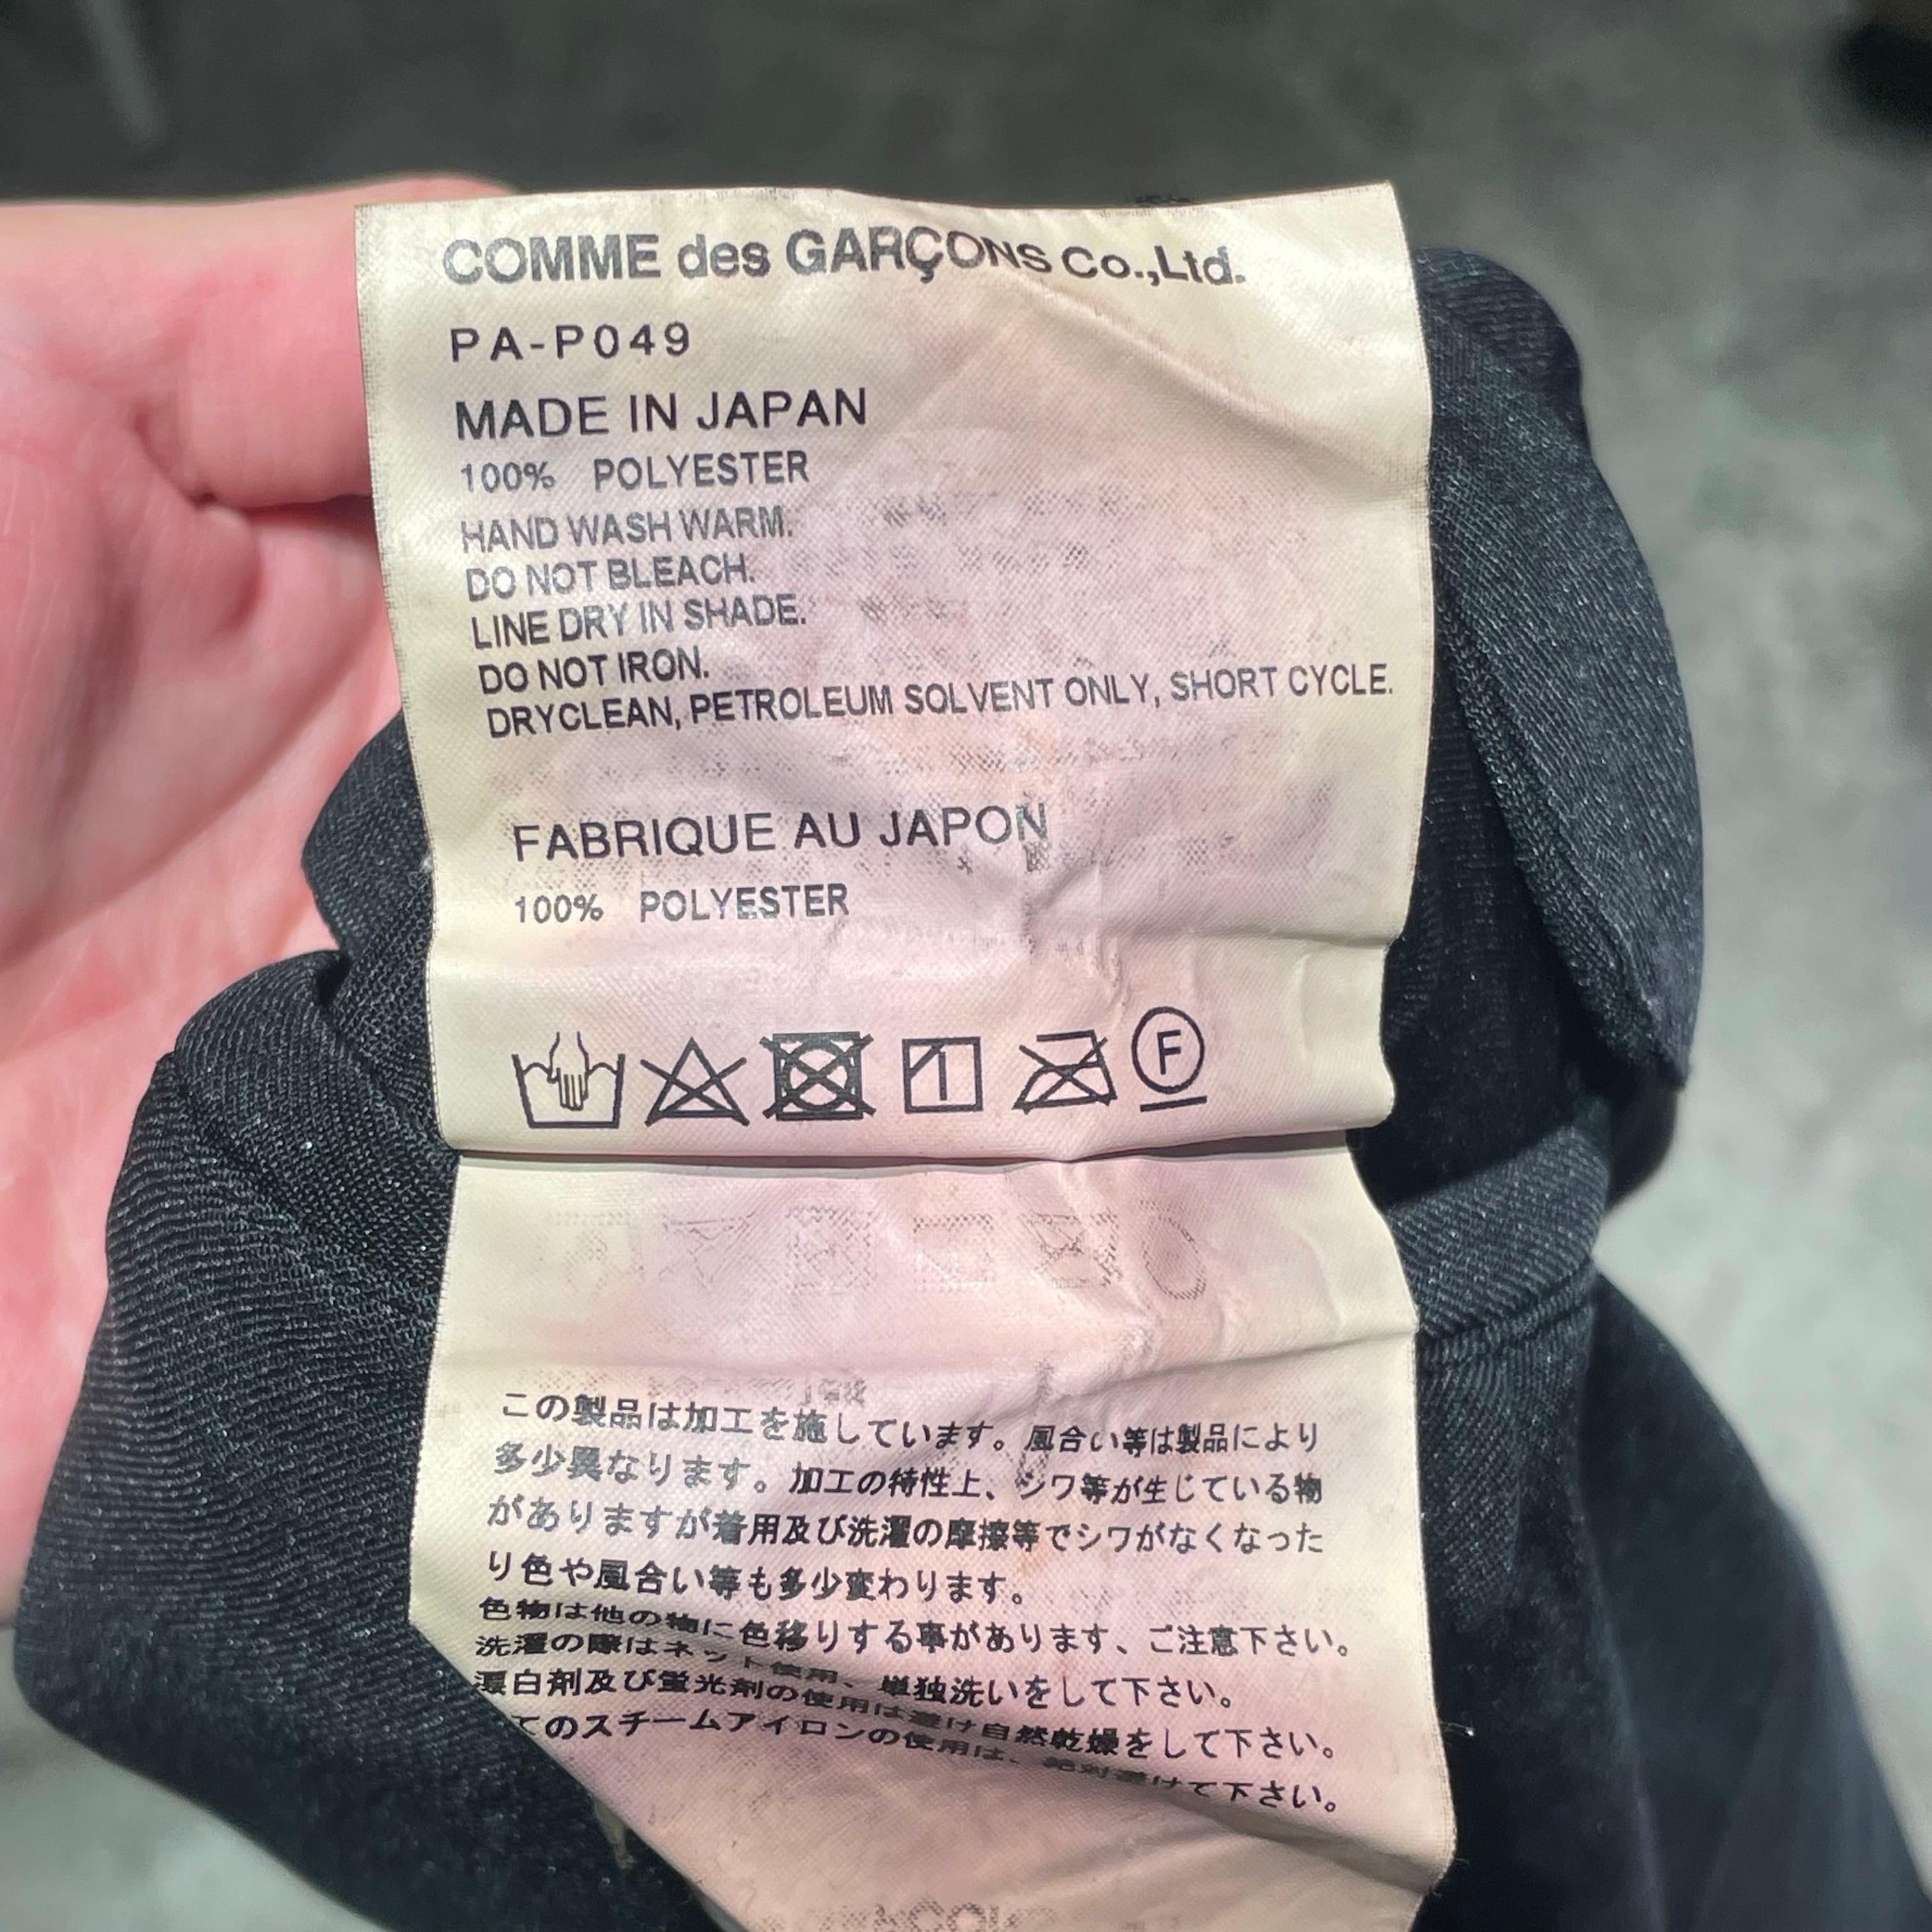 COMME des GARÇONS Co.,Ltd.
PA-P049
MADE IN JAPAN
100% POLYESTER
HAND WASH WARM.
DO NOT BLEACH.
LINE DRY IN SHADE.
DO NOT IRON.
DRYCLEAN, PETROLEUM SOLVENT ONLY, SHORT CYCLE.
FABRIQUE AU JAPON
100% POLYESTER
F
この製品は加工を施しています。風合い等は製品により
多少異なります。加工の特性上、シワ等が生じている物
がありますが着用及び洗濯の摩擦等でシワがなくなった
り色や風合い等も多少変わります。
色物は他の物に色移りする事があります、ご注意下さい。
洗濯の際はネット使用、単独洗いをして下さい。
漂白剤及び蛍光剤の使用は避け自然乾燥をして下さい。
てのスチームアイロンの使用は、絶対避けて下さい。